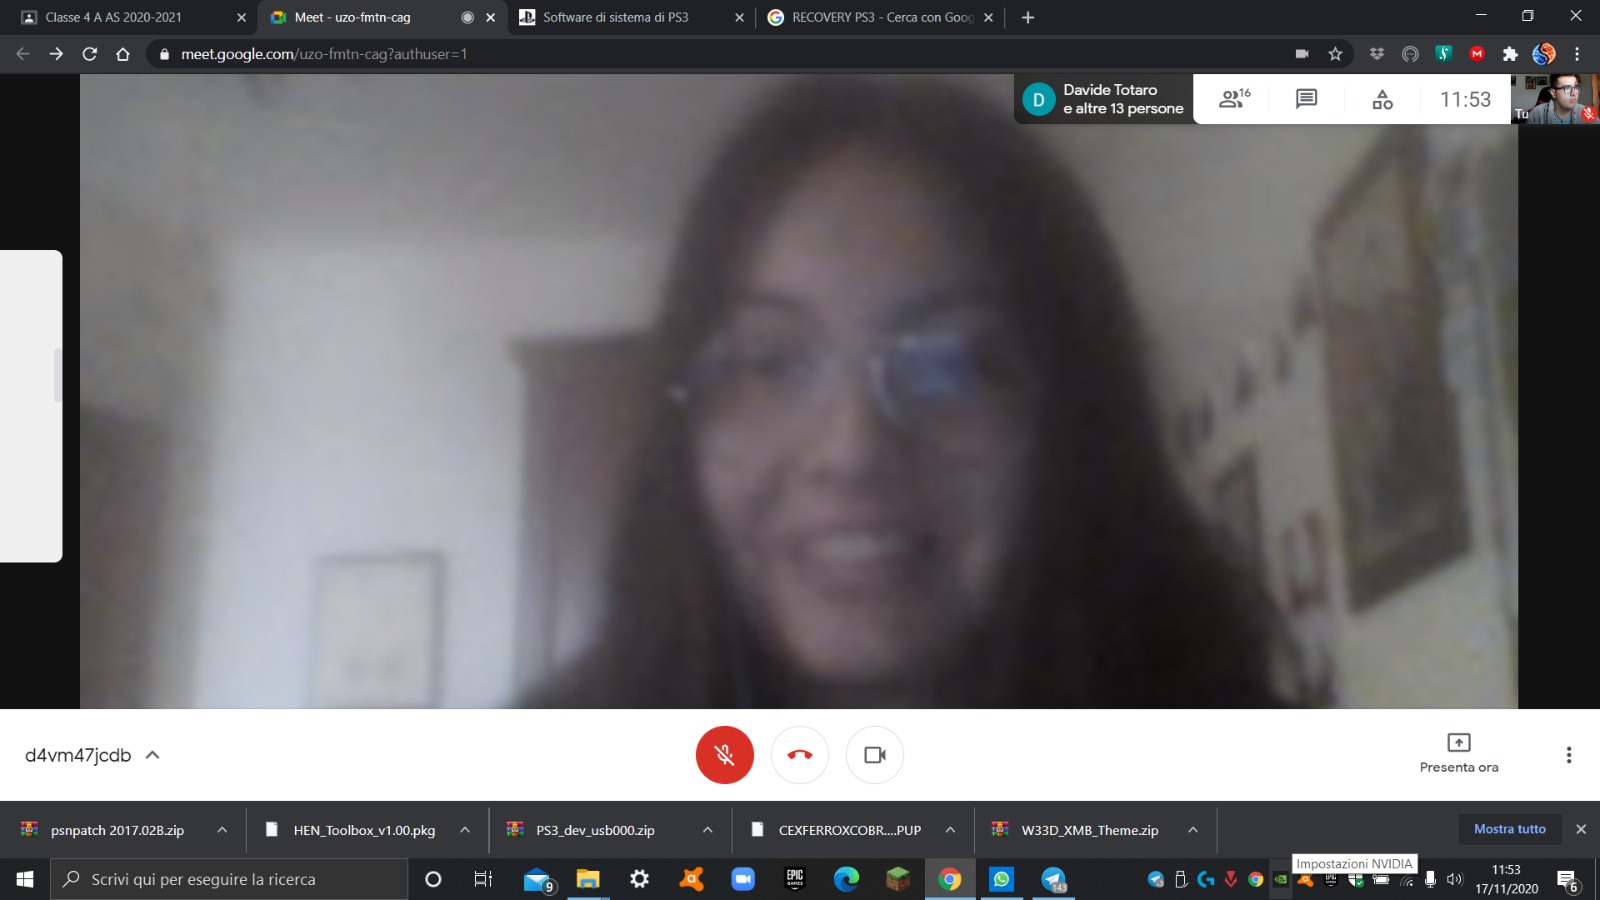 Classe 4 A AS 2020-2021
Meet - uzo-fmtn-cag
Software di sistema di PS3
RECOVERY PS3 - Cerca con Goog
meet.google.com/uzo-fmtn-cag?authuser=1
D
Davide Totaro
e altre 13 persone
16
11:53
Tu
d4vm47jcdb
Presenta ora
psnpatch 2017.02B.zip
HEN_Toolbox_v1.00.pkg
PS3_dev_usb000.zip
CEXFERROXCOBR....PUP
W33D_XMB_Theme.zip
Mostra tutto
Impostazioni NVIDIA
Scrivi qui per eseguire la ricerca
9
EPIC
GAMES
143
11:53
17/11/2020
6